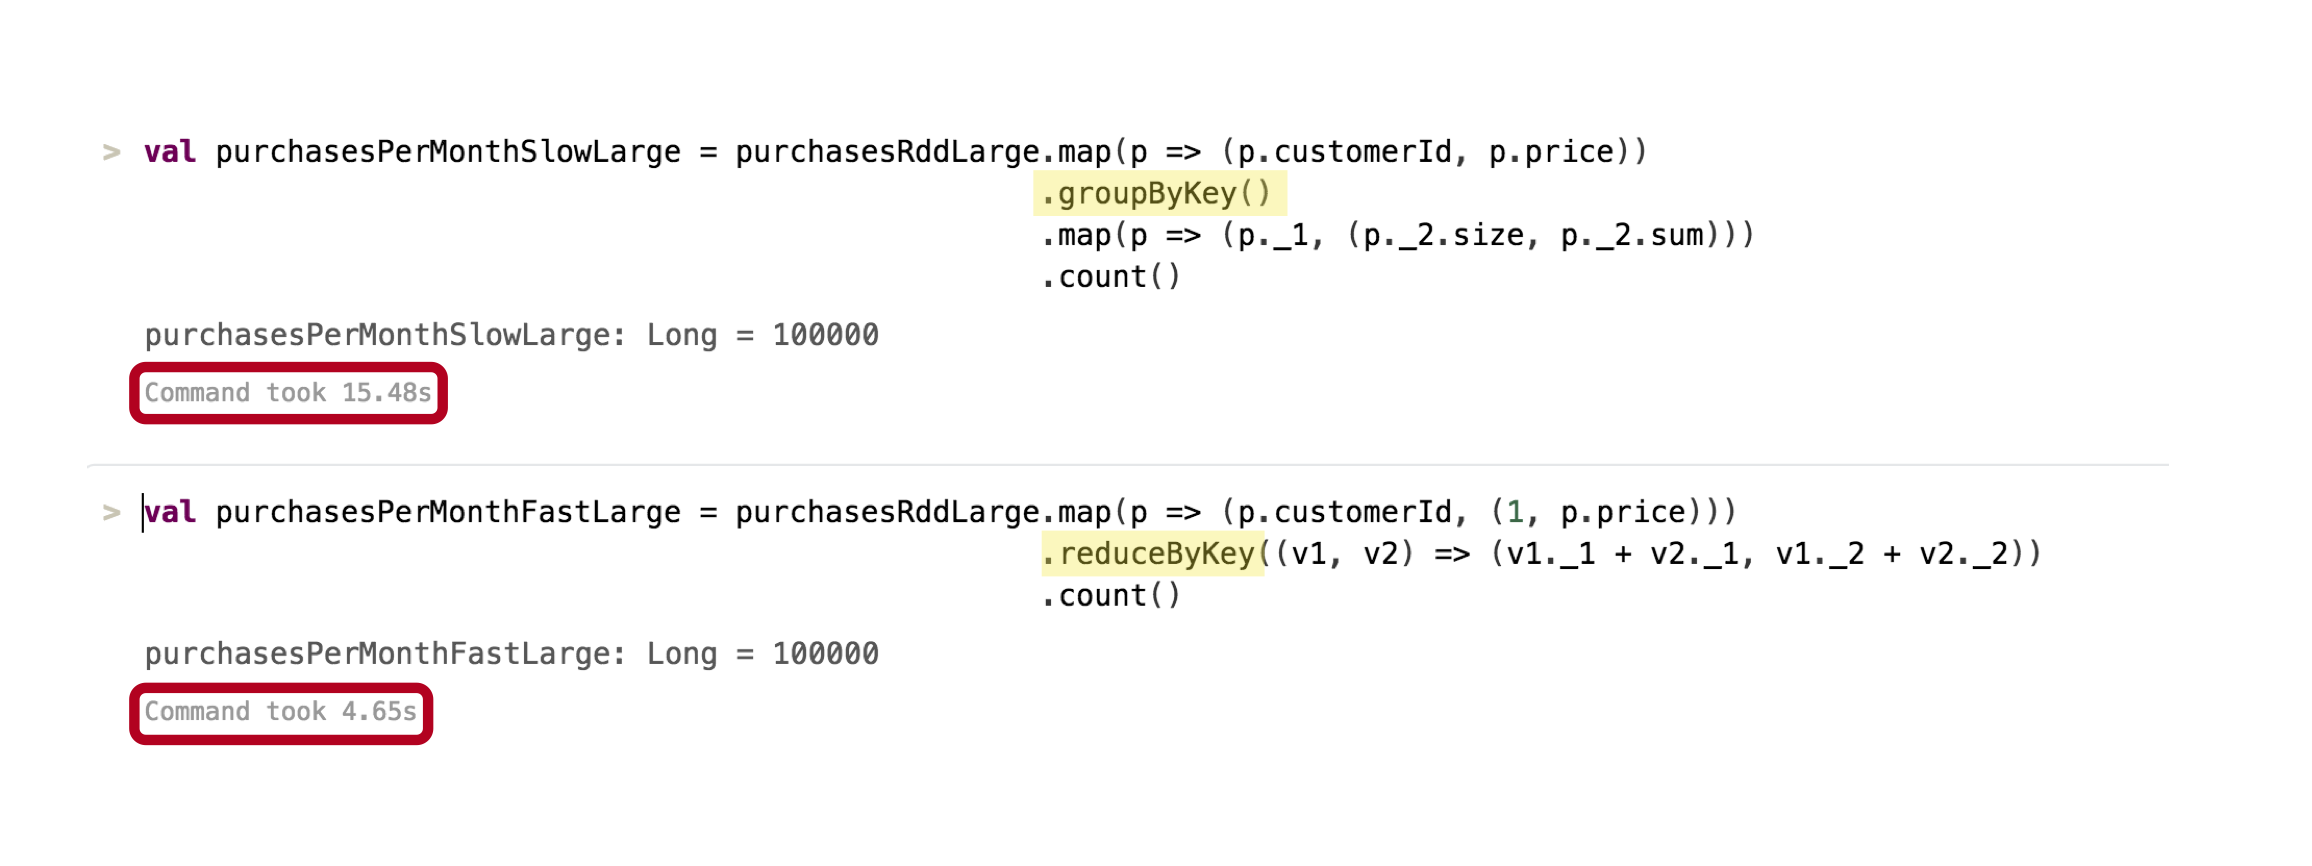 > val purchasesPerMonthSlowLarge = purchasesRddLarge.map(p => (p.customerId, p.price))
.groupByKey()
.map(p => (p._1, (p._2.size, p._2.sum)))
.count()
purchasesPerMonthSlowLarge: Long = 100000
Command took 15.48s
> val purchasesPerMonthFastLarge = purchasesRddLarge.map(p => (p.customerId, (1, p.price)))
.reduceByKey((v1, v2) => (v1._1 + v2._1, v1._2 + v2._2))
.count()
purchasesPerMonthFastLarge: Long = 100000
Command took 4.65s